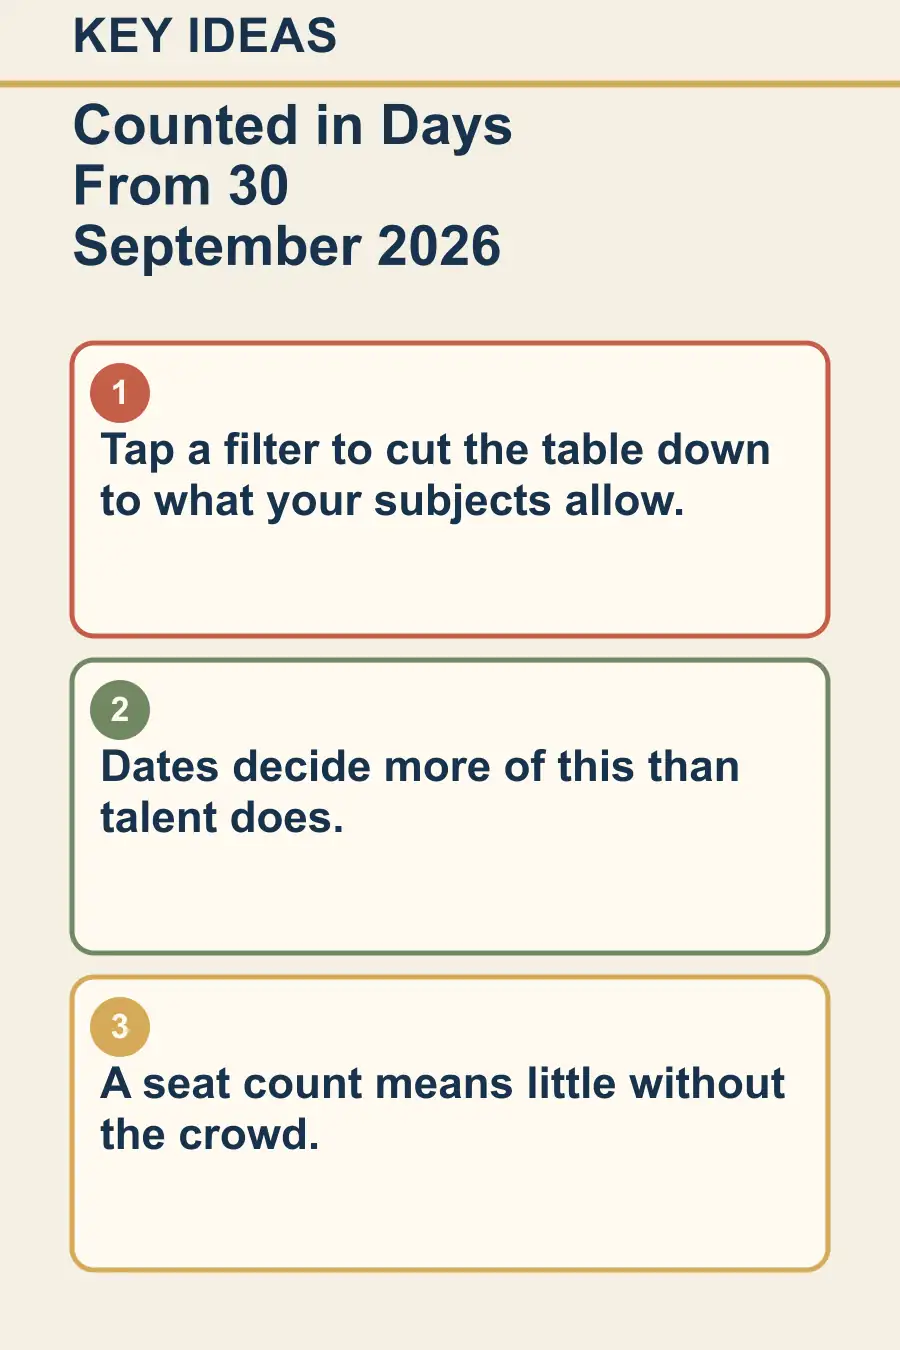 KEY IDEAS
Counted in Days
From 30
September 2026
1
Tap a filter to cut the table down
to what your subjects allow.
2
Dates decide more of this than
talent does.
3
A seat count means little without
the crowd.